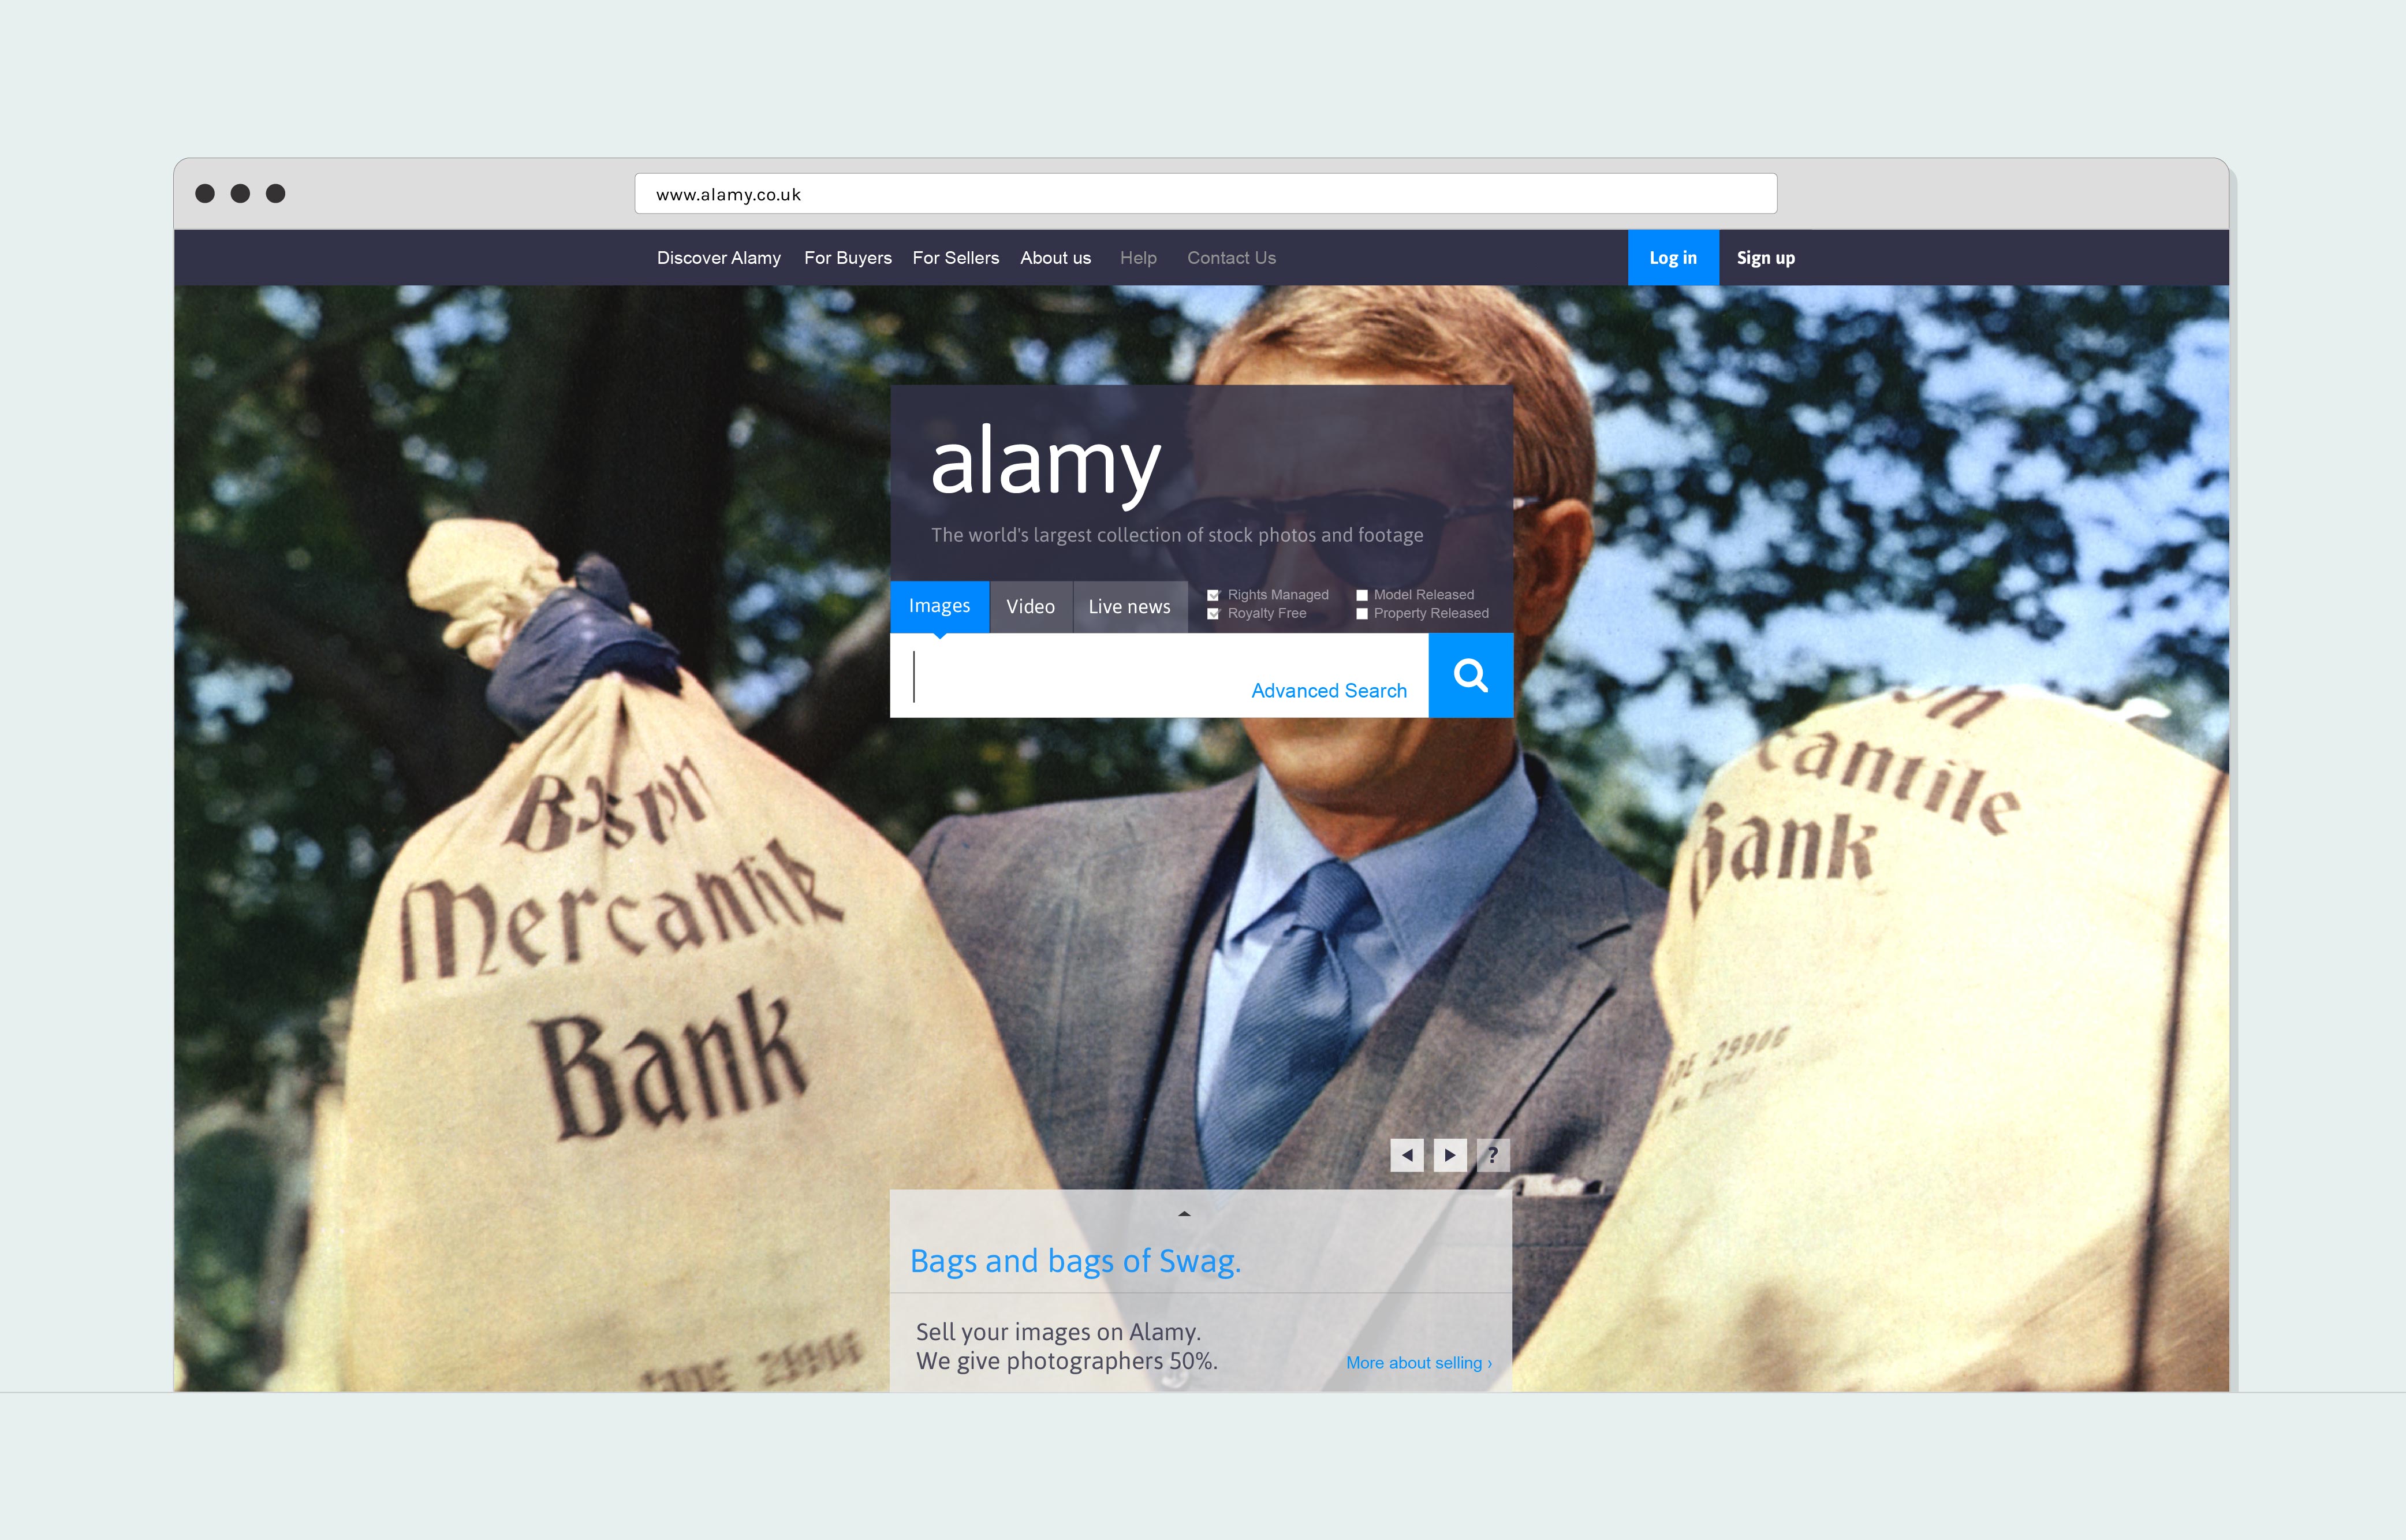 www.alamy.co.uk
Discover Alamy For Buyers For Sellers About us Help Contact Us Log in Sign up
alamy
The world's largest collection of stock photos and footage
Images Video Live news
Rights Managed Model Released
Royalty Free Property Released
Advanced Search
Mercantile
Bank
cantile
Bank
29906
?
Bags and bags of Swag.
Sell your images on Alamy.
We give photographers 50%.
More about selling ›